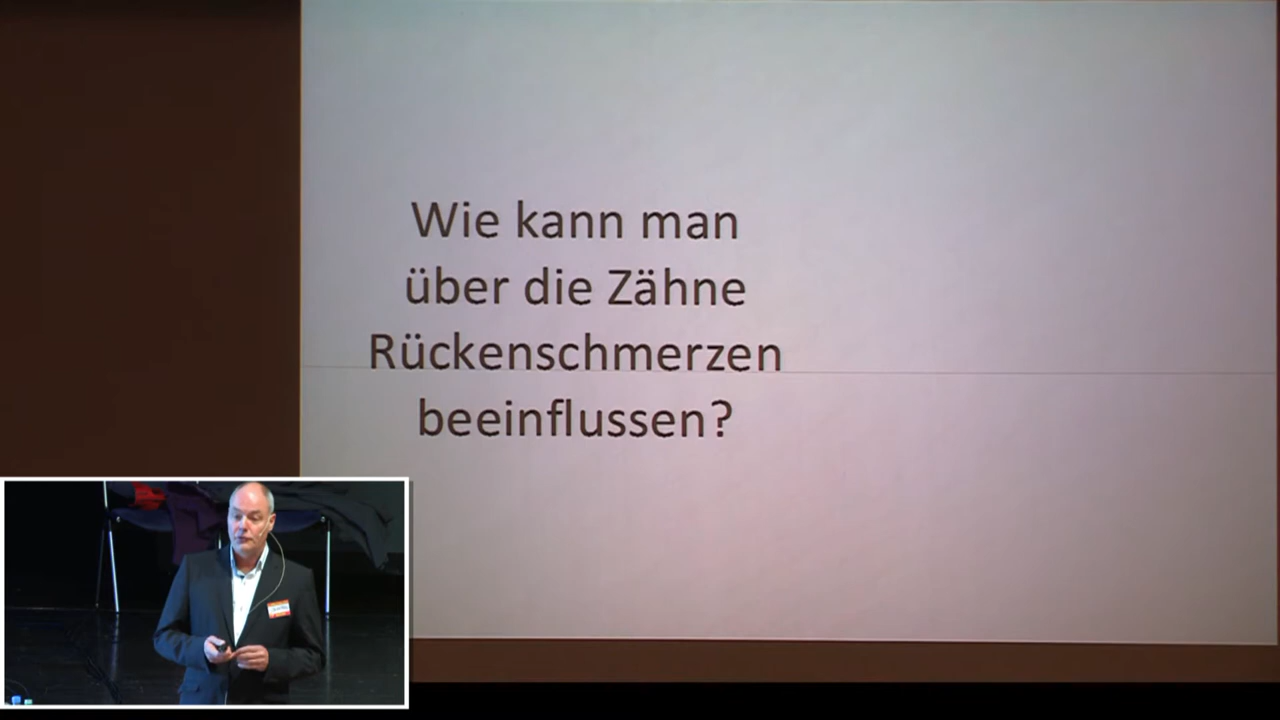 Wie kann man
über die Zähne
Rückenschmerzen
beeinflussen?